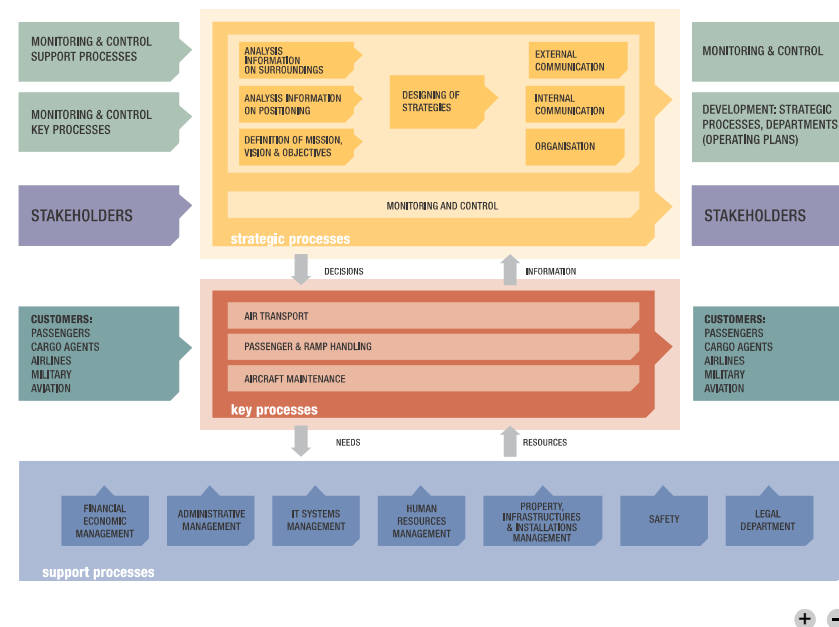 MONITORING & CONTROL
SUPPORT PROCESSES
MONITORING & CONTROL
KEY PROCESSES
STAKEHOLDERS
ANALYSIS
INFORMATION
ON SURROUNDINGS
ANALYSIS INFORMATION
ON POSITIONING
DEFINITION OF MISSION,
VISION & OBJECTIVES
DESIGNING OF
STRATEGIES
EXTERNAL
COMMUNICATION
INTERNAL
COMMUNICATION
ORGANISATION
MONITORING AND CONTROL
strategic processes
MONITORING & CONTROL
DEVELOPMENT: STRATEGIC
PROCESSES, DEPARTMENTS
(OPERATING PLANS)
STAKEHOLDERS
DECISIONS
INFORMATION
CUSTOMERS:
PASSENGERS
CARGO AGENTS
AIRLINES
MILITARY
AVIATION
AIR TRANSPORT
PASSENGER & RAMP HANDLING
AIRCRAFT MAINTENANCE
key processes
CUSTOMERS:
PASSENGERS
CARGO AGENTS
AIRLINES
MILITARY
AVIATION
NEEDS
RESOURCES
FINANCIAL
ECONOMIC
MANAGEMENT
ADMINISTRATIVE
MANAGEMENT
IT SYSTEMS
MANAGEMENT
HUMAN
RESOURCES
MANAGEMENT
PROPERTY,
INFRASTRUCTURES
& INSTALLATIONS
MANAGEMENT
SAFETY
LEGAL
DEPARTMENT
support processes